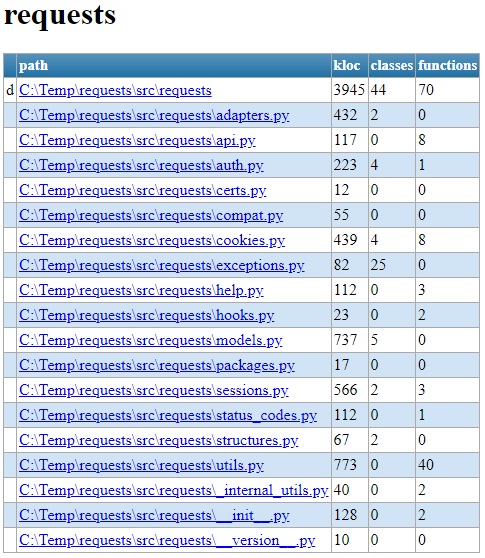 requests
path kloc classes functions
d C:\Temp\requests\src\requests 3945 44 70
C:\Temp\requests\src\requests\adapters.py 432 2 0
C:\Temp\requests\src\requests\api.py 117 0 8
C:\Temp\requests\src\requests\auth.py 223 4 1
C:\Temp\requests\src\requests\certs.py 12 0 0
C:\Temp\requests\src\requests\compat.py 55 0 0
C:\Temp\requests\src\requests\cookies.py 439 4 8
C:\Temp\requests\src\requests\exceptions.py 82 25 0
C:\Temp\requests\src\requests\help.py 112 0 3
C:\Temp\requests\src\requests\hooks.py 23 0 2
C:\Temp\requests\src\requests\models.py 737 5 0
C:\Temp\requests\src\requests\packages.py 17 0 0
C:\Temp\requests\src\requests\sessions.py 566 2 3
C:\Temp\requests\src\requests\status_codes.py 112 0 1
C:\Temp\requests\src\requests\structures.py 67 2 0
C:\Temp\requests\src\requests\utils.py 773 0 40
C:\Temp\requests\src\requests\_internal_utils.py 40 0 2
C:\Temp\requests\src\requests\__init__.py 128 0 2
C:\Temp\requests\src\requests\__version__.py 10 0 0